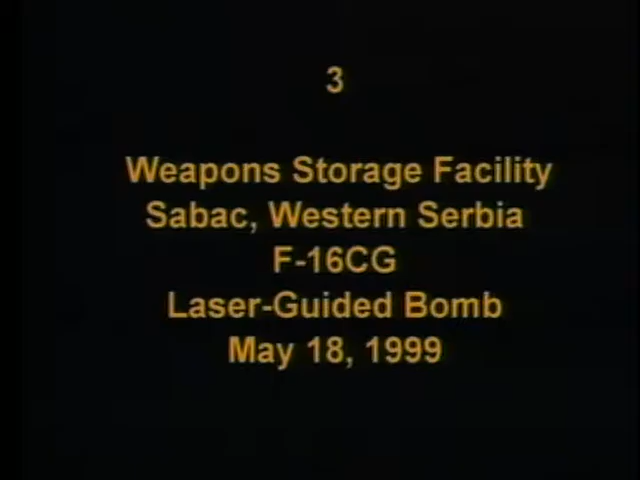 3
Weapons Storage Facility
Sabac, Western Serbia
F-16CG
Laser-Guided Bomb
May 18, 1999